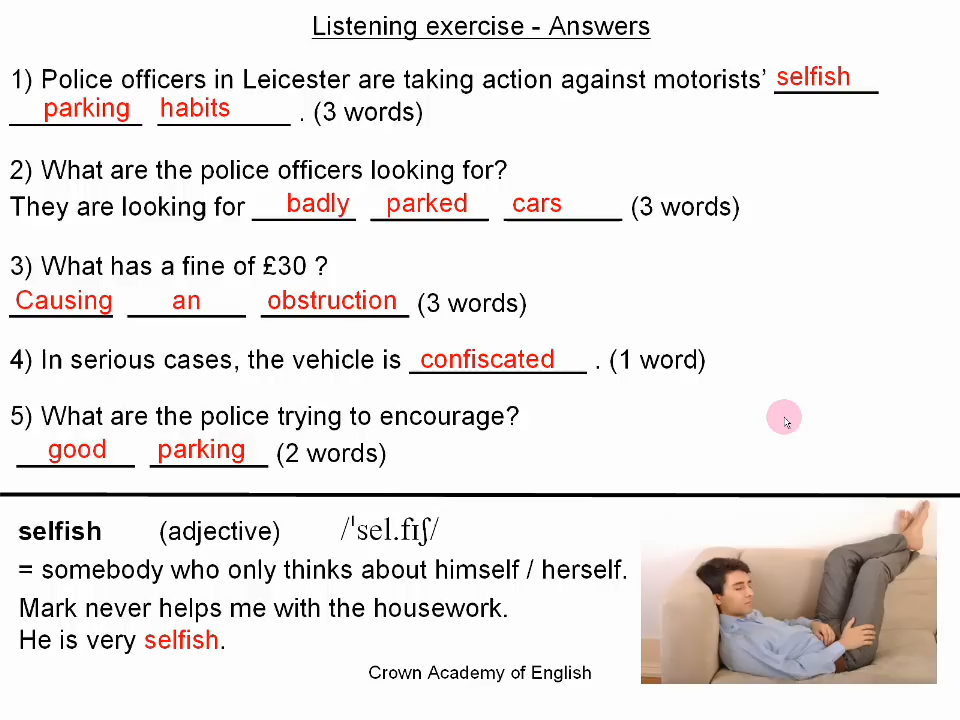 Listening exercise - Answers
1) Police officers in Leicester are taking action against motorists’ selfish
parking habits . (3 words)
2) What are the police officers looking for?
They are looking for badly parked cars (3 words)
3) What has a fine of £30 ?
Causing an obstruction (3 words)
4) In serious cases, the vehicle is confiscated . (1 word)
5) What are the police trying to encourage?
good parking (2 words)
selfish (adjective) /ˈsel.fɪʃ/
= somebody who only thinks about himself / herself.
Mark never helps me with the housework.
He is very selfish.
Crown Academy of English